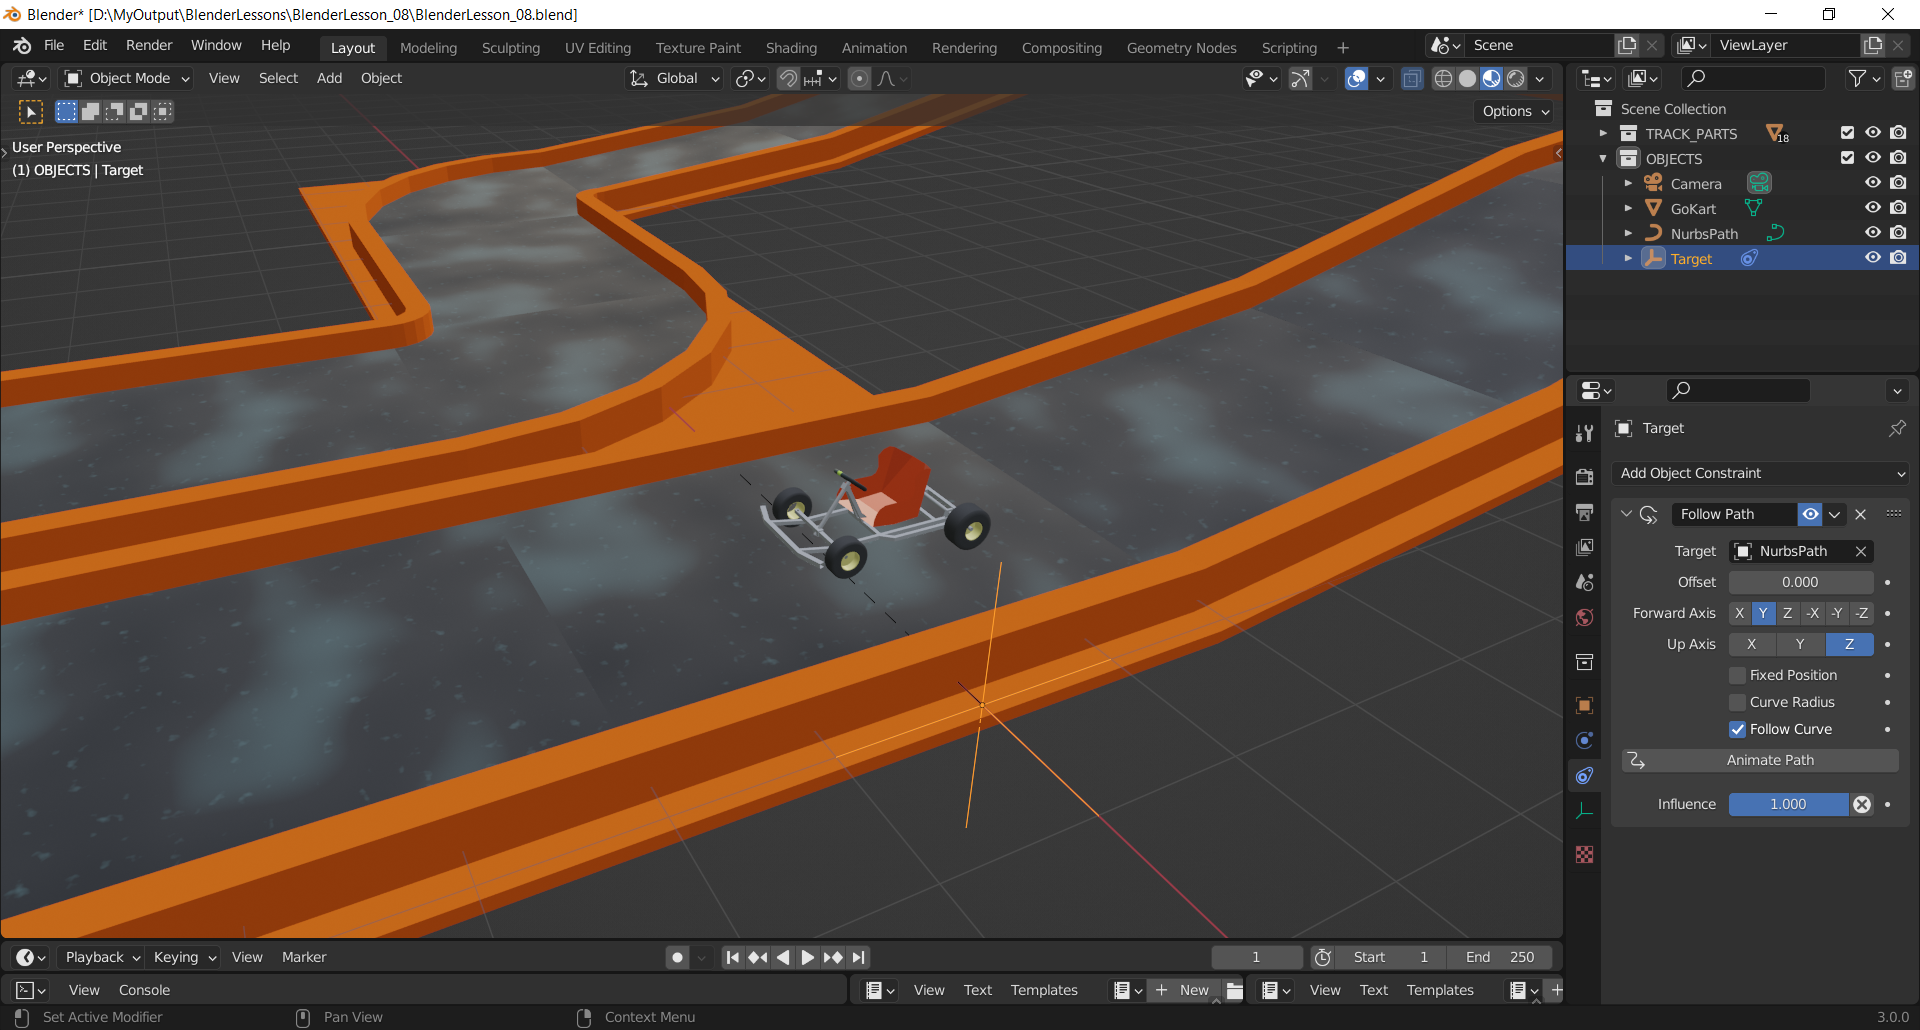 Blender* [D:\MyOutput\BlenderLessons\BlenderLesson_08\BlenderLesson_08.blend]
File Edit Render Window Help Layout Modeling Sculpting UV Editing Texture Paint Shading Animation Rendering Compositing Geometry Nodes Scripting + Scene ViewLayer
Object Mode View Select Add Object Global
Options
User Perspective
(1) OBJECTS | Target
Scene Collection
TRACK_PARTS 18
OBJECTS
Camera
GoKart
NurbsPath
Target
Target
Add Object Constraint
Follow Path
Target NurbsPath
Offset 0.000
Forward Axis X Y Z -X -Y -Z
Up Axis X Y Z
Fixed Position
Curve Radius
Follow Curve
Animate Path
Influence 1.000
Playback Keying View Marker 1 Start 1 End 250
View Console View Text Templates + New View Text Templates +
Set Active Modifier Pan View Context Menu 3.0.0